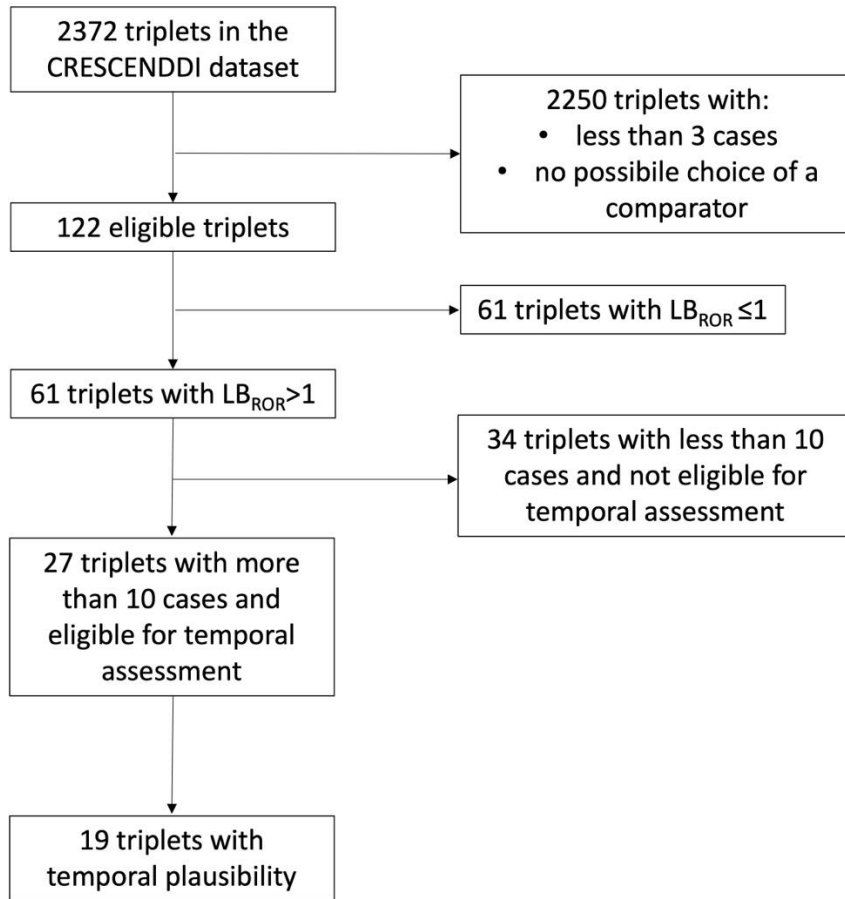 2372 triplets in the
CRESCENDDI dataset
2250 triplets with:
• less than 3 cases
• no possibile choice of a
comparator
122 eligible triplets
61 triplets with LBROR ≤1
61 triplets with LBROR>1
34 triplets with less than 10
cases and not eligible for
temporal assessment
27 triplets with more
than 10 cases and
eligible for temporal
assessment
19 triplets with
temporal plausibility